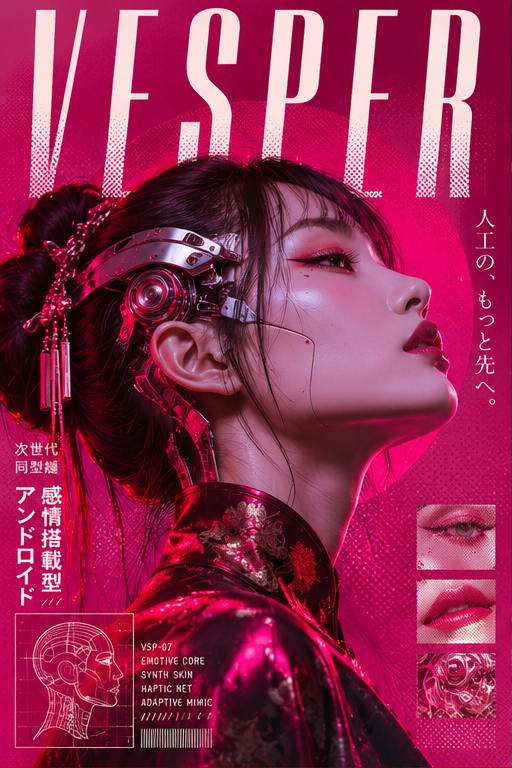 VESPER
人工の、もっと先へ。
次世代
感情搭載型
アンドロイド
VSP-07
EMOTIVE CORE
SYNTH SKIN
HAPTIC NET
ADAPTIVE MIMIC